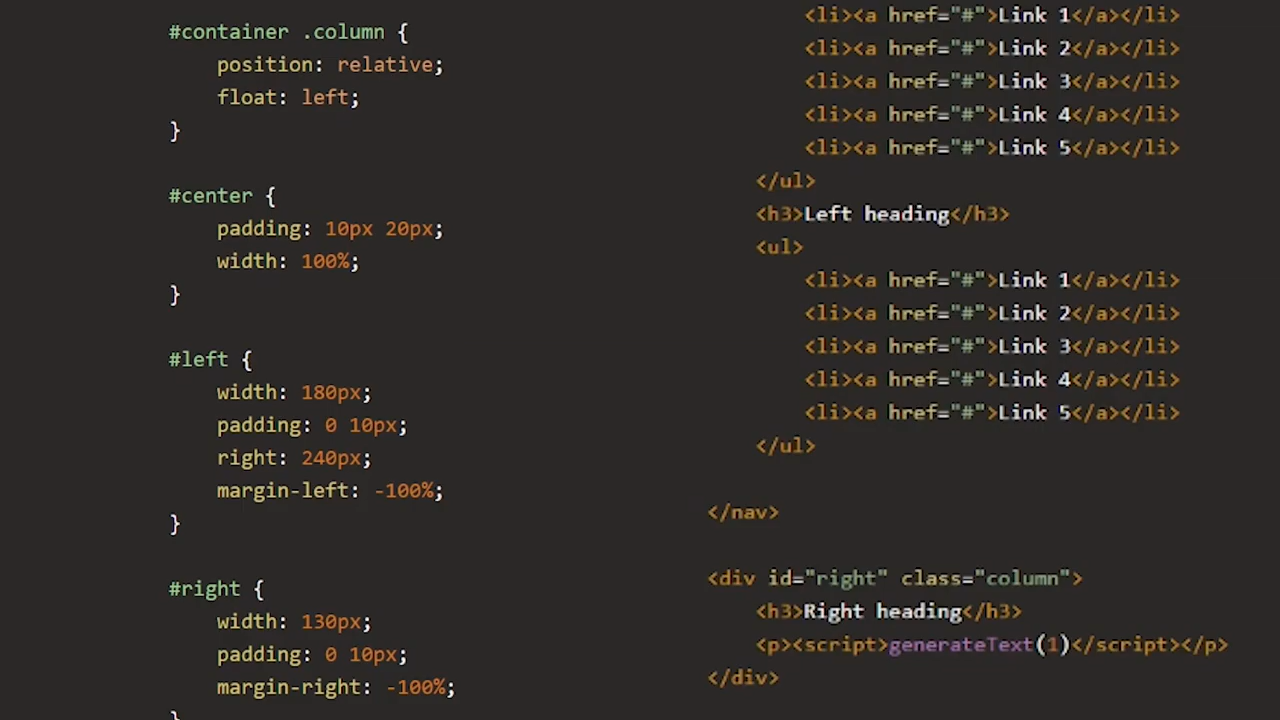 #container .column {
    position: relative;
    float: left;
}
#center {
    padding: 10px 20px;
    width: 100%;
}
#left {
    width: 180px;
    padding: 0 10px;
    right: 240px;
    margin-left: -100%;
}
#right {
    width: 130px;
    padding: 0 10px;
    margin-right: -100%;
}
<li><a href="#">Link 1</a></li>
<li><a href="#">Link 2</a></li>
<li><a href="#">Link 3</a></li>
<li><a href="#">Link 4</a></li>
<li><a href="#">Link 5</a></li>
</ul>
<h3>Left heading</h3>
<ul>
<li><a href="#">Link 1</a></li>
<li><a href="#">Link 2</a></li>
<li><a href="#">Link 3</a></li>
<li><a href="#">Link 4</a></li>
<li><a href="#">Link 5</a></li>
</ul>
</nav>
<div id="right" class="column">
<h3>Right heading</h3>
<p><script>generateText(1)</script></p>
</div>